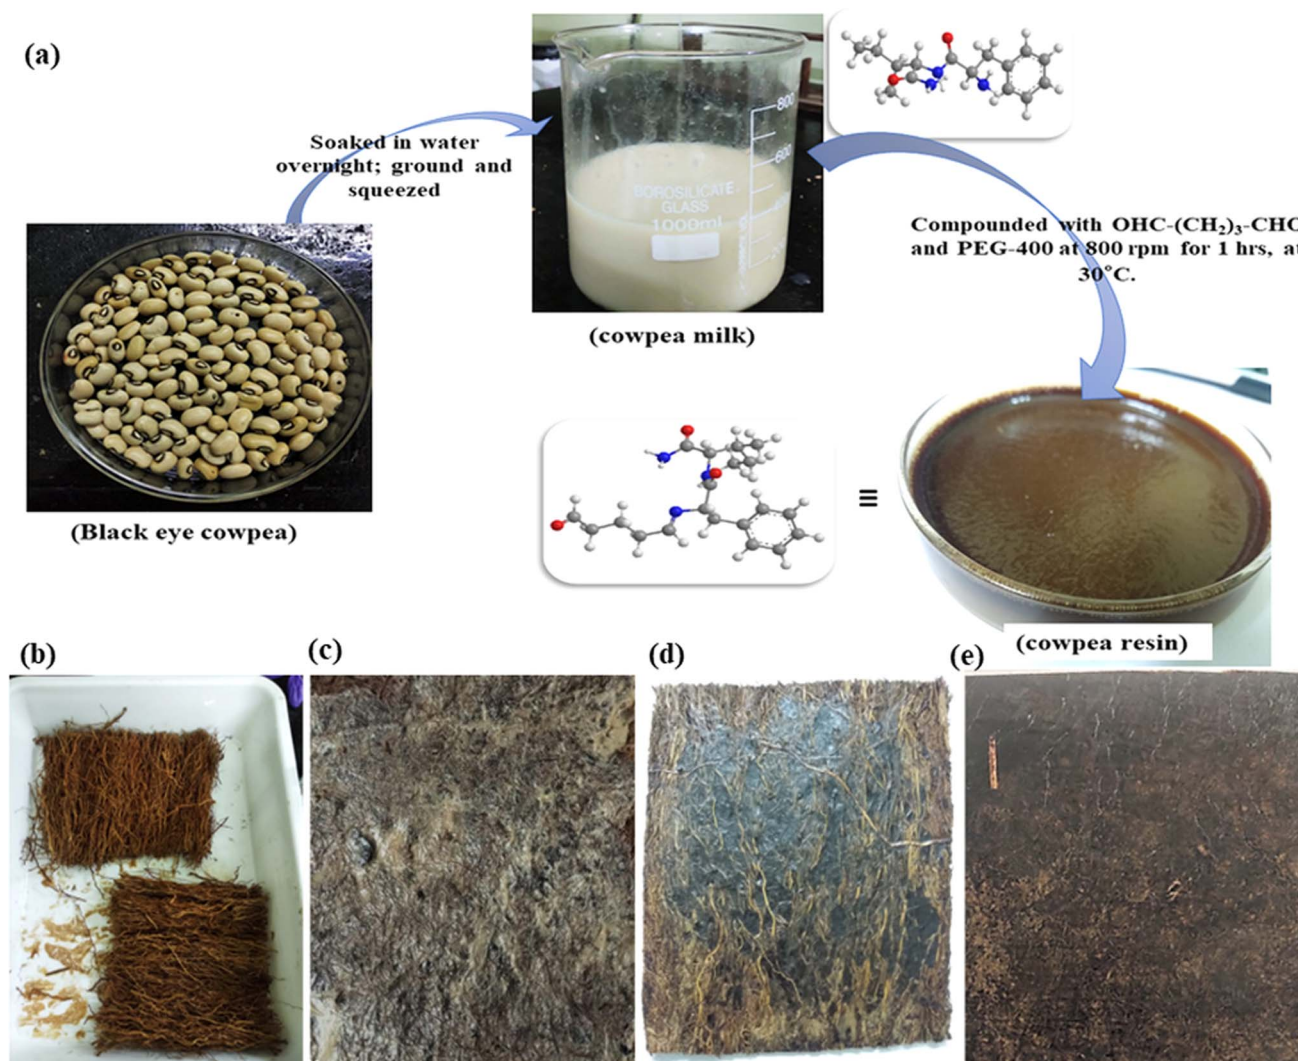 (a)
Soaked in water
overnight; ground and
squeezed
800
600
BOROSILICATE
GLASS
1000ml
200
(cowpea milk)
Compounded with OHC-(CH₂)₃-CHO
and PEG-400 at 800 rpm for 1 hrs, at
30°C.
(Black eye cowpea)
≡
(cowpea resin)
(b)
(c)
(d)
(e)